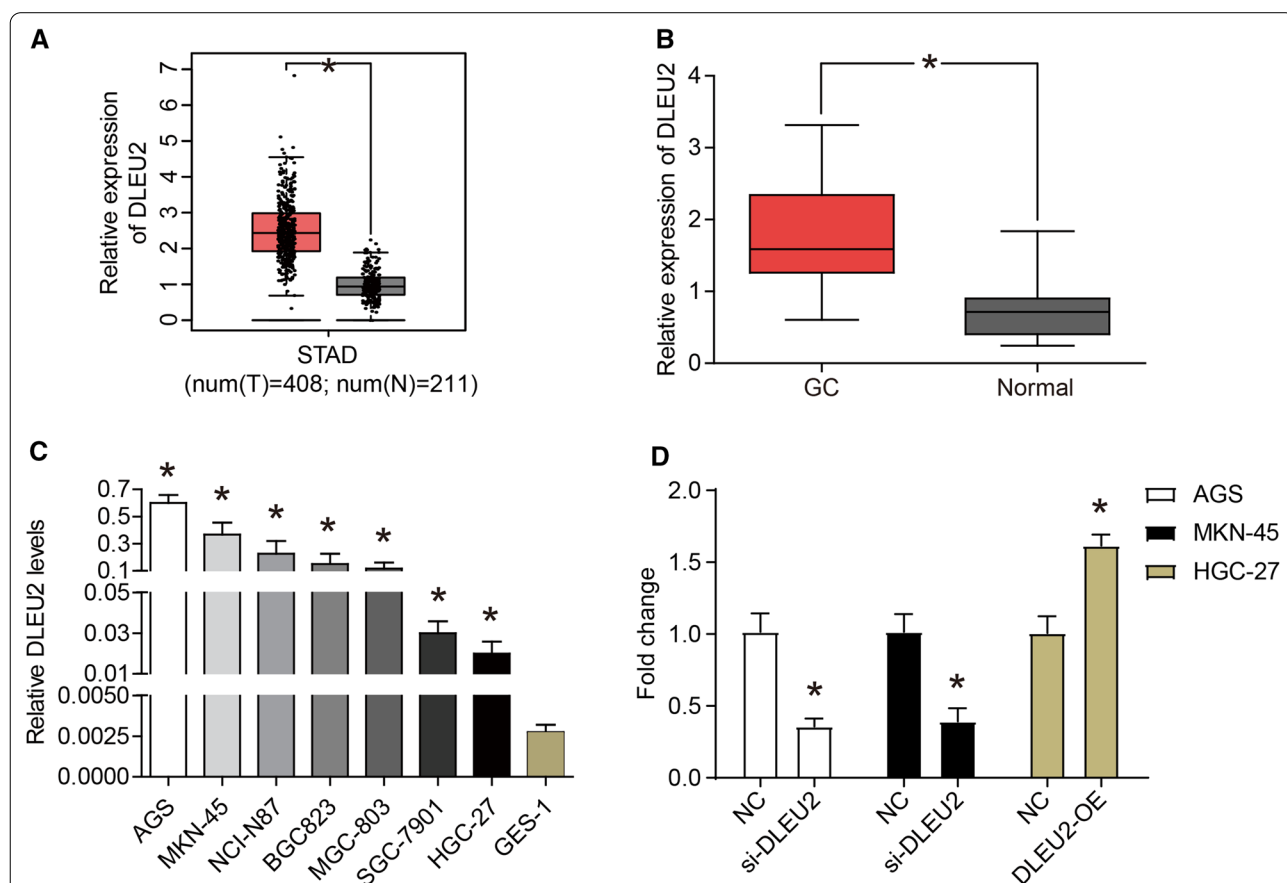 A
Relative expression
of DLEU2
7
6
5
4
3
2
1
0
*
STAD
(num(T)=408; num(N)=211)
B
Relative expression of DLEU2
4
3
2
1
0
*
GC
Normal
C
Relative DLEU2 levels
0.7
0.5
0.3
0.1
0.05
0.03
0.01
0.0050
0.0025
0.0000
*
*
*
*
*
*
*
AGS
MKN-45
NCI-N87
BGC823
MGC-803
SGC-7901
HGC-27
GES-1
D
Fold change
2.0
1.5
1.0
0.5
0.0
*
*
*
NC
si-DLEU2
NC
si-DLEU2
NC
DLEU2-OE
AGS
MKN-45
HGC-27